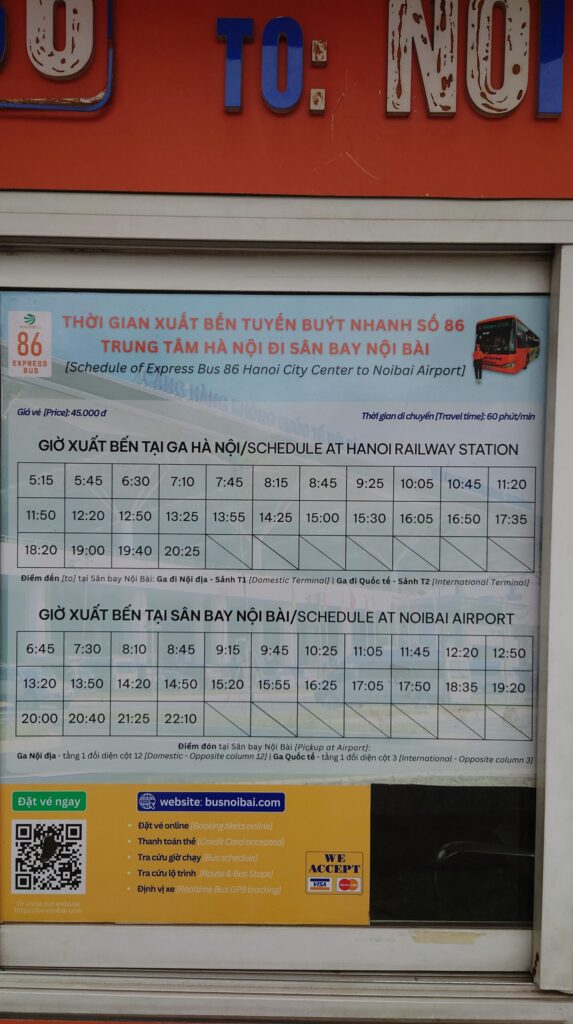 TO: NOI
86
EXPRESS
BUS
THỜI GIAN XUẤT BẾN TUYẾN BUÝT NHANH SỐ 86
TRUNG TÂM HÀ NỘI ĐI SÂN BAY NỘI BÀI
[Schedule of Express Bus 86 Hanoi City Center to Noibai Airport]
Giá vé [Price]: 45.000 đ
Thời gian di chuyển [Travel time]: 60 phút/min
GIỜ XUẤT BẾN TẠI GA HÀ NỘI/SCHEDULE AT HANOI RAILWAY STATION
5:15 5:45 6:30 7:10 7:45 8:15 8:45 9:25 10:05 10:45 11:20
11:50 12:20 12:50 13:25 13:55 14:25 15:00 15:30 16:05 16:50 17:35
18:20 19:00 19:40 20:25
Điểm đến [to] tại Sân bay Nội Bài: Ga đi Nội địa - Sảnh T1 [Domestic Terminal] | Ga đi Quốc tế - Sảnh T2 [International Terminal]
GIỜ XUẤT BẾN TẠI SÂN BAY NỘI BÀI/SCHEDULE AT NOIBAI AIRPORT
6:45 7:30 8:10 8:45 9:15 9:45 10:25 11:05 11:45 12:20 12:50
13:20 13:50 14:20 14:50 15:20 15:55 16:25 17:05 17:50 18:35 19:20
20:00 20:40 21:25 22:10
Điểm đón tại Sân bay Nội Bài [Pickup at Airport]:
Ga Nội địa - tầng 1 đối diện cột 12 [Domestic - Opposite column 12] | Ga Quốc tế - tầng 1 đối diện cột 3 [International - Opposite column 3]
Đặt vé ngay
website: busnoibai.com
• Đặt vé online [Booking tikets online]
• Thanh toán thẻ [Credit Card accepted]
• Tra cứu giờ chạy [Bus schedule]
• Tra cứu lộ trình [Route & Bus Stops]
• Định vị xe [Realtime Bus GPS tracking]
WE
ACCEPT
VISA MasterCard
Or visit our website
https://busnoibai.com